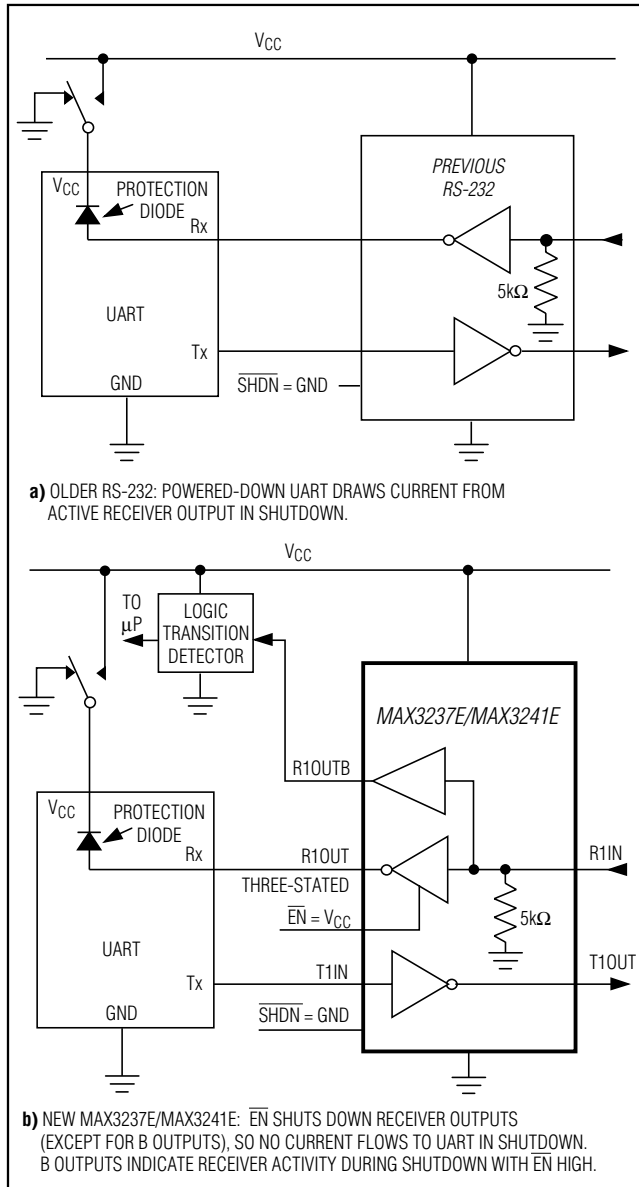 VCC
PREVIOUS
RS-232
VCC
PROTECTION
DIODE
Rx
5kΩ
UART
Tx
GND
SHDN = GND
a) OLDER RS-232: POWERED-DOWN UART DRAWS CURRENT FROM
ACTIVE RECEIVER OUTPUT IN SHUTDOWN.
VCC
TO
μP
LOGIC
TRANSITION
DETECTOR
MAX3237E/MAX3241E
R1OUTB
VCC
PROTECTION
DIODE
Rx
R1OUT
R1IN
THREE-STATED
EN = VCC
5kΩ
UART
Tx
T1IN
T1OUT
GND
SHDN = GND
b) NEW MAX3237E/MAX3241E: EN SHUTS DOWN RECEIVER OUTPUTS
(EXCEPT FOR B OUTPUTS), SO NO CURRENT FLOWS TO UART IN SHUTDOWN.
B OUTPUTS INDICATE RECEIVER ACTIVITY DURING SHUTDOWN WITH EN HIGH.